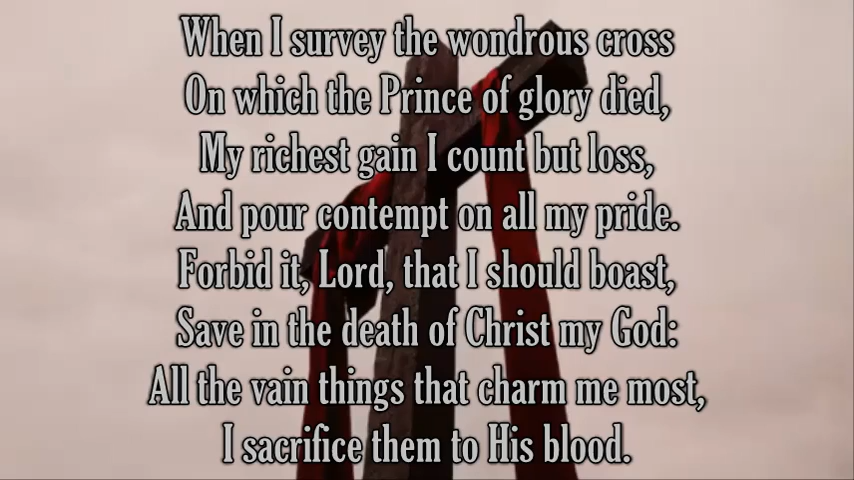 When I survey the wondrous cross
On which the Prince of glory died,
My richest gain I count but loss,
And pour contempt on all my pride.
Forbid it, Lord, that I should boast,
Save in the death of Christ my God:
All the vain things that charm me most,
I sacrifice them to His blood.